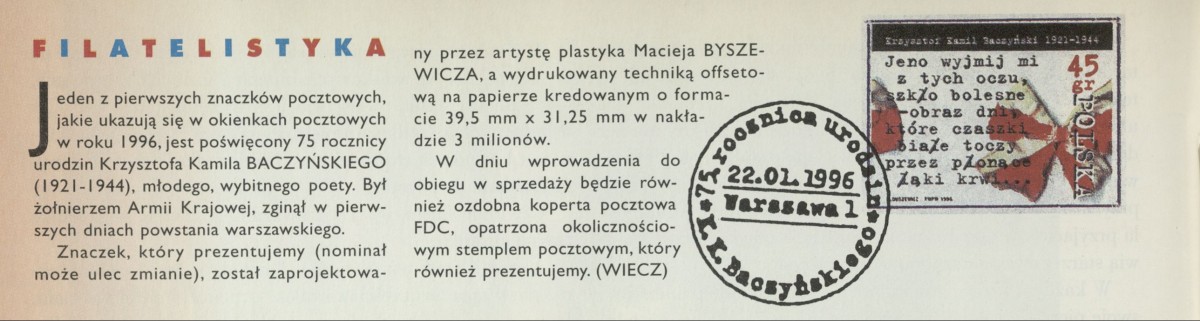 FILATELISTYKA
Jeden z pierwszych znaczków pocztowych,
jakie ukazują się w okienkach pocztowych
w roku 1996, jest poświęcony 75 rocznicy
urodzin Krzysztofa Kamila BACZYŃSKIEGO
(1921-1944), młodego, wybitnego poety. Był
żołnierzem Armii Krajowej, zginął w pierw-
szych dniach powstania warszawskiego.
Znaczek, który prezentujemy (nominał
może ulec zmianie), został zaprojektowa-
ny przez artystę plastyka Macieja BYSZE-
WICZA, a wydrukowany techniką offseto-
wą na papierze kredowanym o forma-
cie 39,5 mm x 31,25 mm w nakła-
dzie 3 milionów.
W dniu wprowadzenia do
obiegu w sprzedaży będzie rów-
nież ozdobna koperta pocztowa
FDC, opatrzona okolicznościo-
wym stemplem pocztowym, który
również prezentujemy. (WIECZ)
75 rocznica urodzin
22.01.1996
Warszawa 1
K.K.Baczyńskiego
Krzysztof Kamil Baczyński 1921-1944
Jeno wyjmij mi
z tych oczu,
szkło bolesne
-obraz dni,
które czaszki
białe toczy
przez płonące
łąki krwi...
45 gr
POLSKA
PWPW 1996